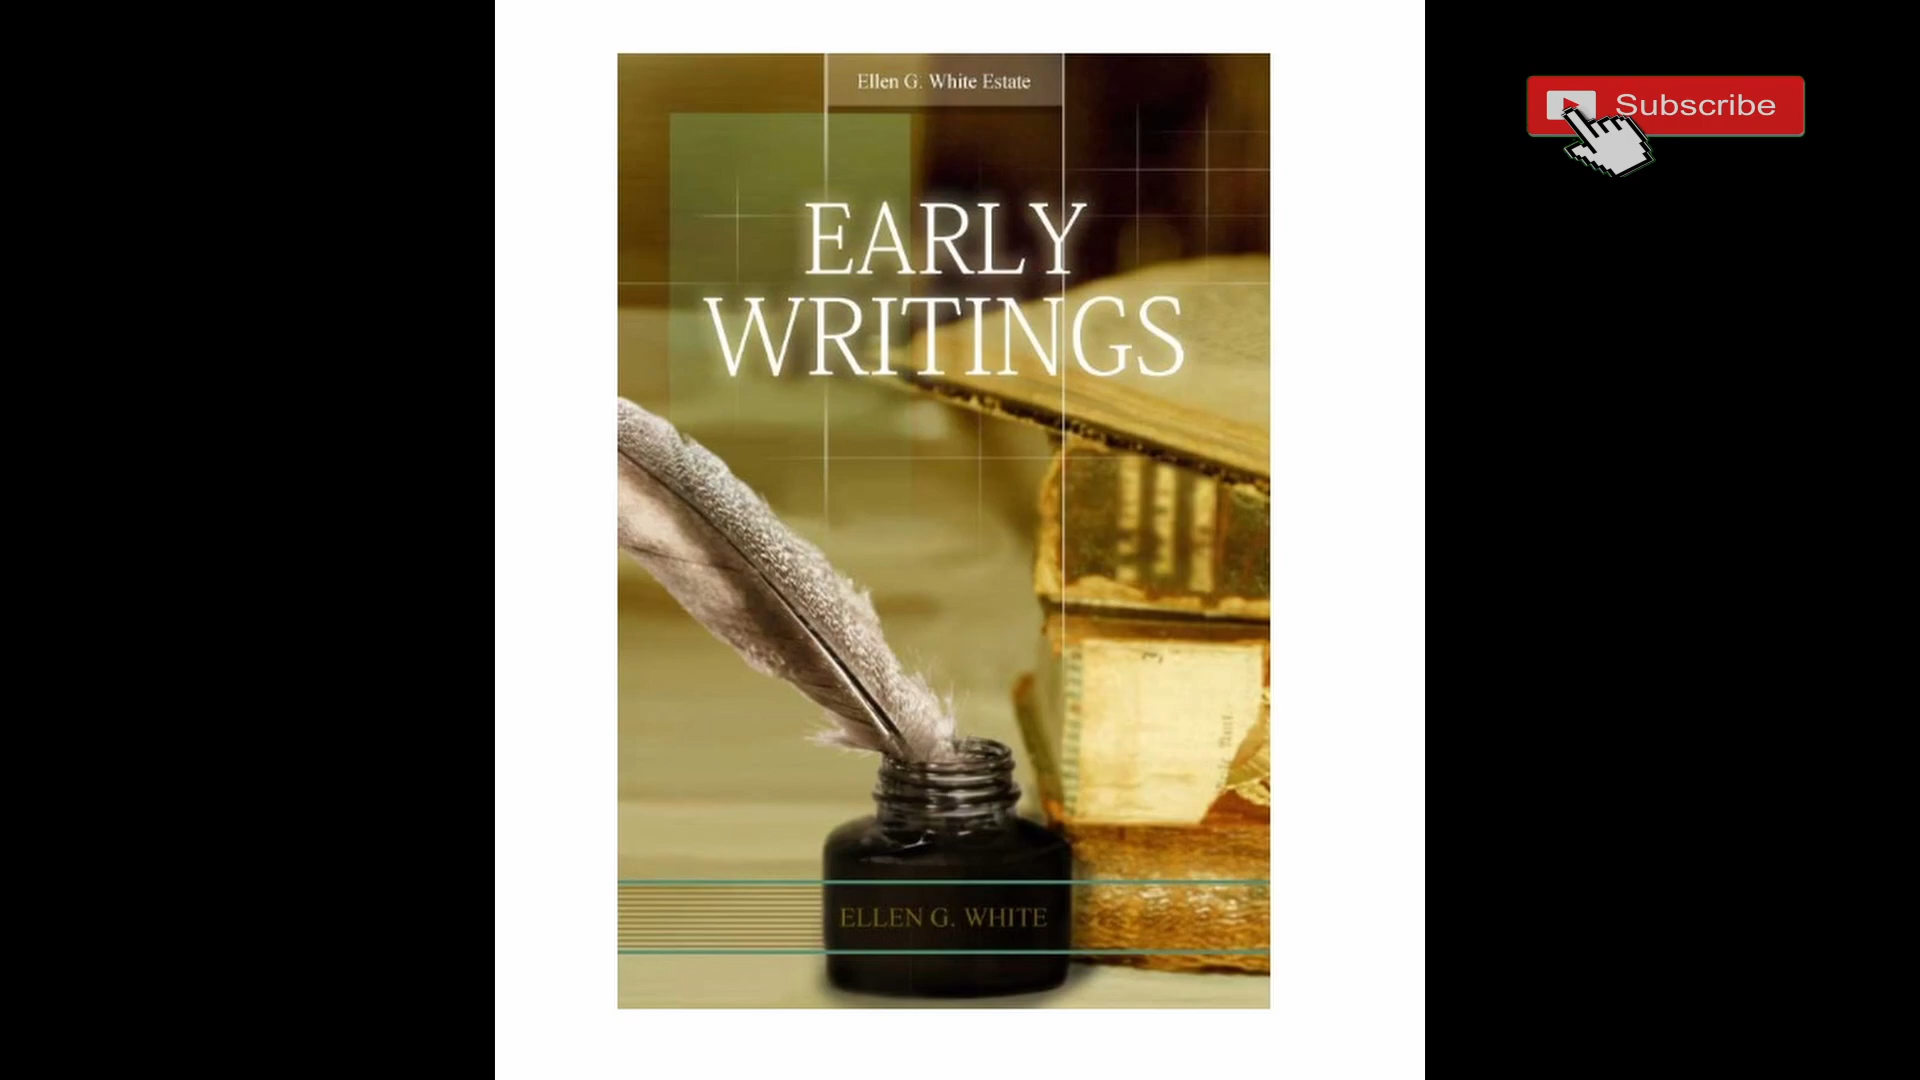 Ellen G. White Estate
Subscribe
EARLY
WRITINGS
ELLEN G. WHITE